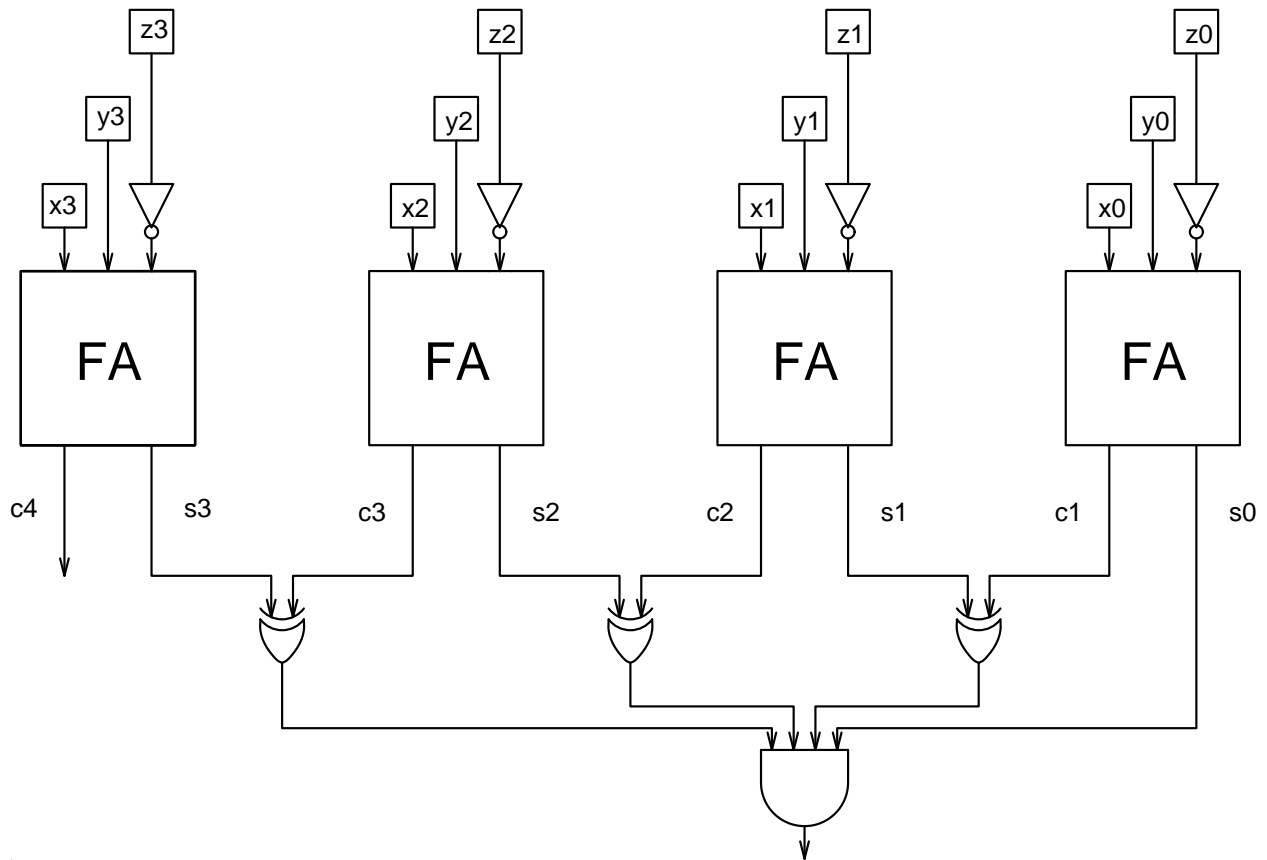 z3 z2 z1 z0
y3 y2 y1 y0
x3 x2 x1 x0
FA FA FA FA
c4 s3 c3 s2 c2 s1 c1 s0